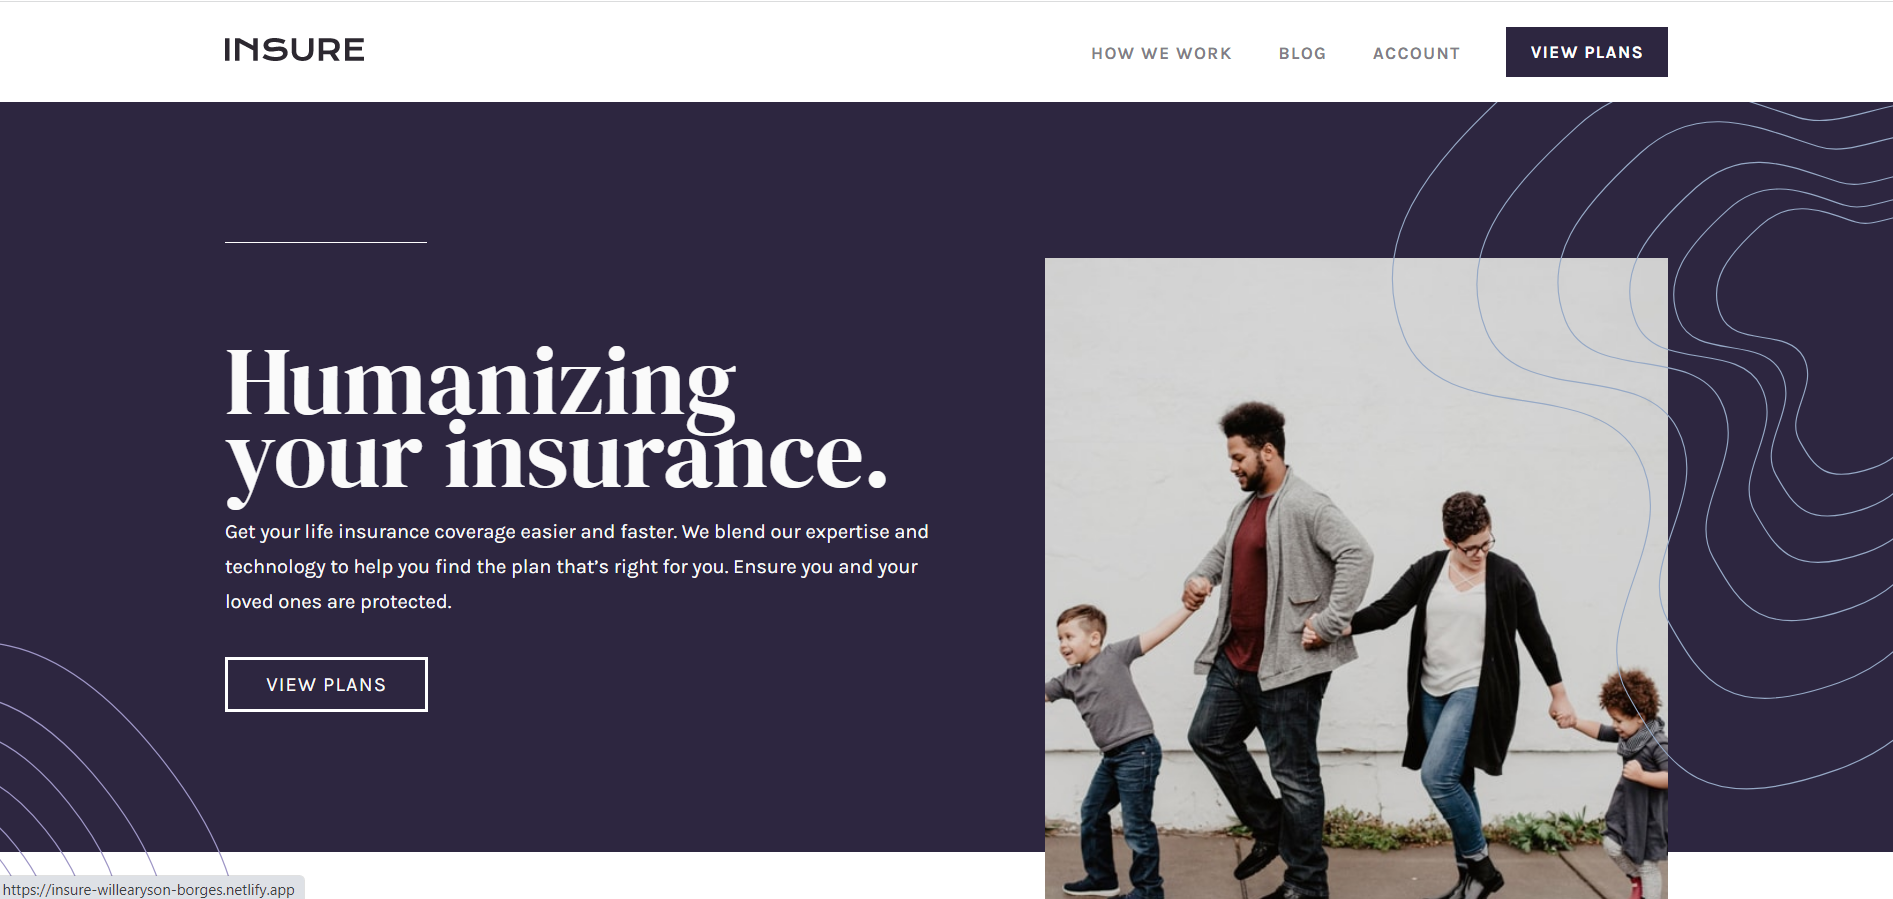 INSURE
HOW WE WORK
BLOG
ACCOUNT
VIEW PLANS
Humanizing
your insurance.
Get your life insurance coverage easier and faster. We blend our expertise and
technology to help you find the plan that’s right for you. Ensure you and your
loved ones are protected.
VIEW PLANS
https://insure-willearyson-borges.netlify.app